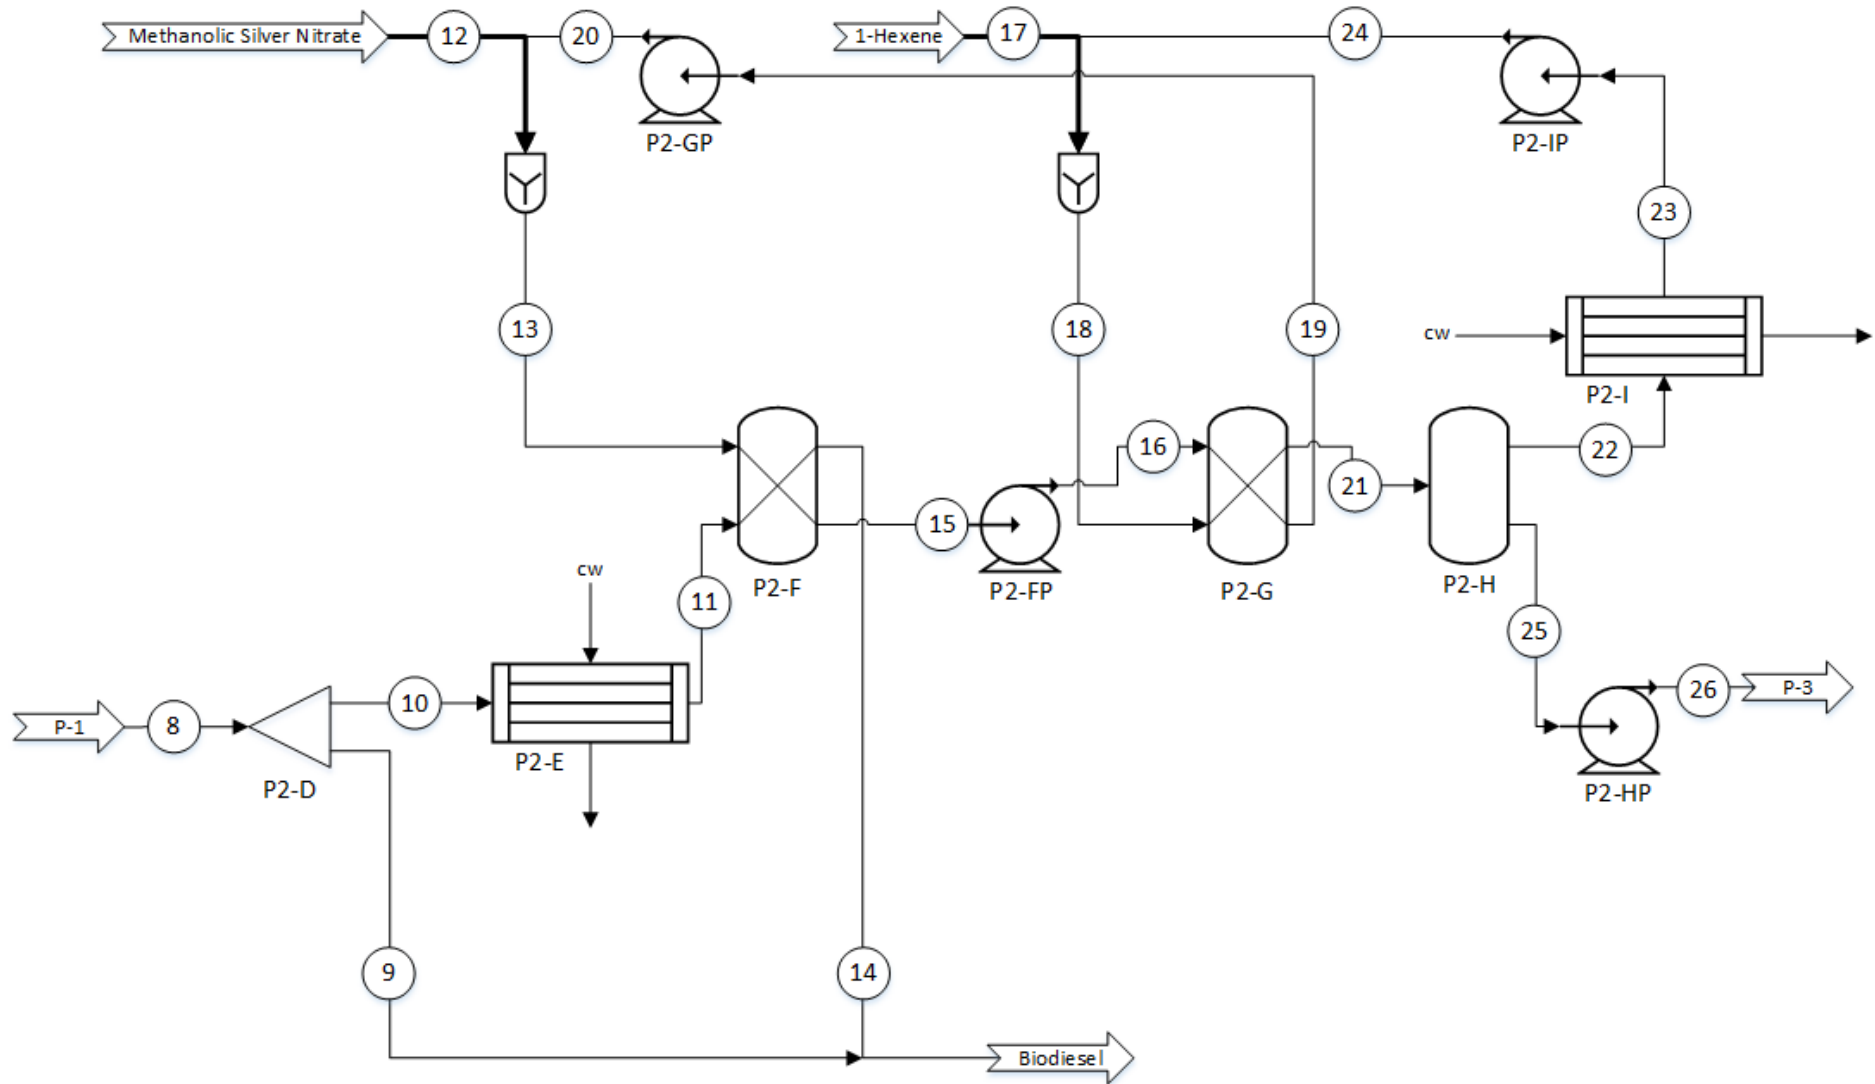 Methanolic Silver Nitrate
12
20
1-Hexene
17
24
P2-GP
P2-IP
23
13
18
19
cw
P2-I
16
22
21
15
P2-F
P2-FP
P2-G
P2-H
cw
11
25
10
26
P-3
P-1
8
P2-E
P2-D
P2-HP
9
14
Biodiesel